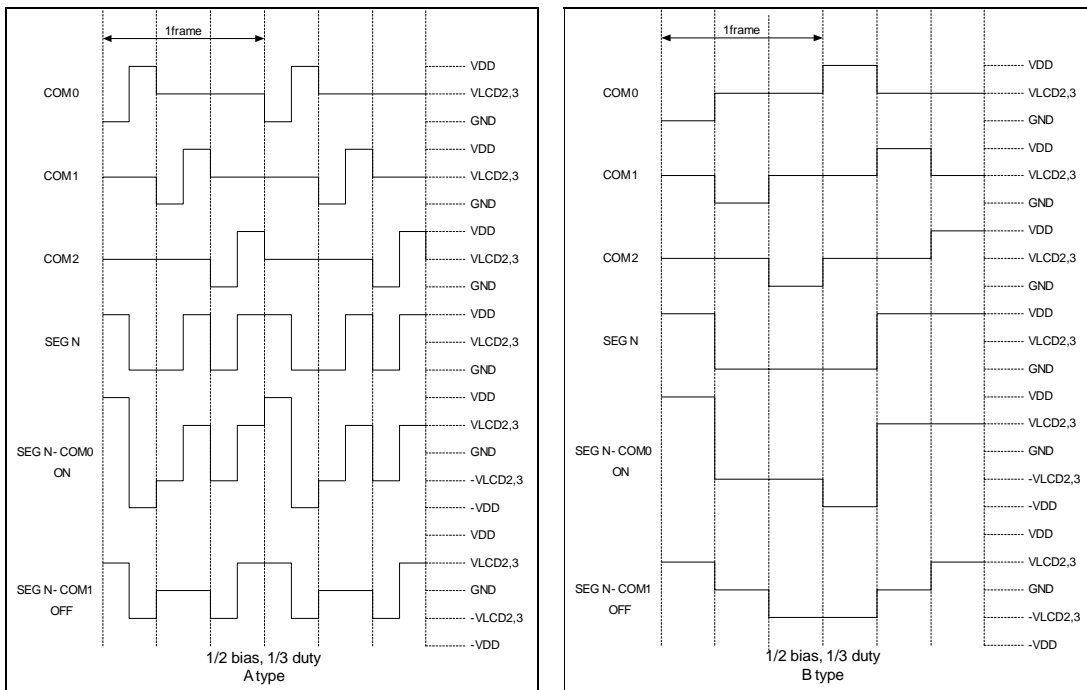 1frame
COM0
VDD
VLCD2,3
GND
COM1
VDD
VLCD2,3
GND
COM2
VDD
VLCD2,3
GND
SEG N
VDD
VLCD2,3
GND
SEG N- COM0
ON
VDD
VLCD2,3
GND
-VLCD2,3
-VDD
SEG N- COM1
OFF
VDD
VLCD2,3
GND
-VLCD2,3
-VDD
1/2 bias, 1/3 duty
A type
1frame
COM0
VDD
VLCD2,3
GND
COM1
VDD
VLCD2,3
GND
COM2
VDD
VLCD2,3
GND
SEG N
VDD
VLCD2,3
GND
SEG N- COM0
ON
VDD
VLCD2,3
GND
-VLCD2,3
-VDD
SEG N- COM1
OFF
VDD
VLCD2,3
GND
-VLCD2,3
-VDD
1/2 bias, 1/3 duty
B type